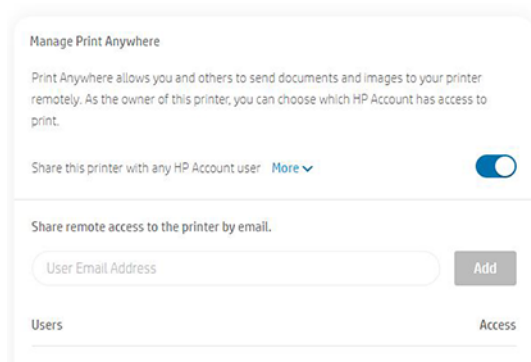 Manage Print Anywhere
Print Anywhere allows you and others to send documents and images to your printer
remotely. As the owner of this printer, you can choose which HP Account has access to
print.
Share this printer with any HP Account user More
Share remote access to the printer by email.
User Email Address Add
Users Access